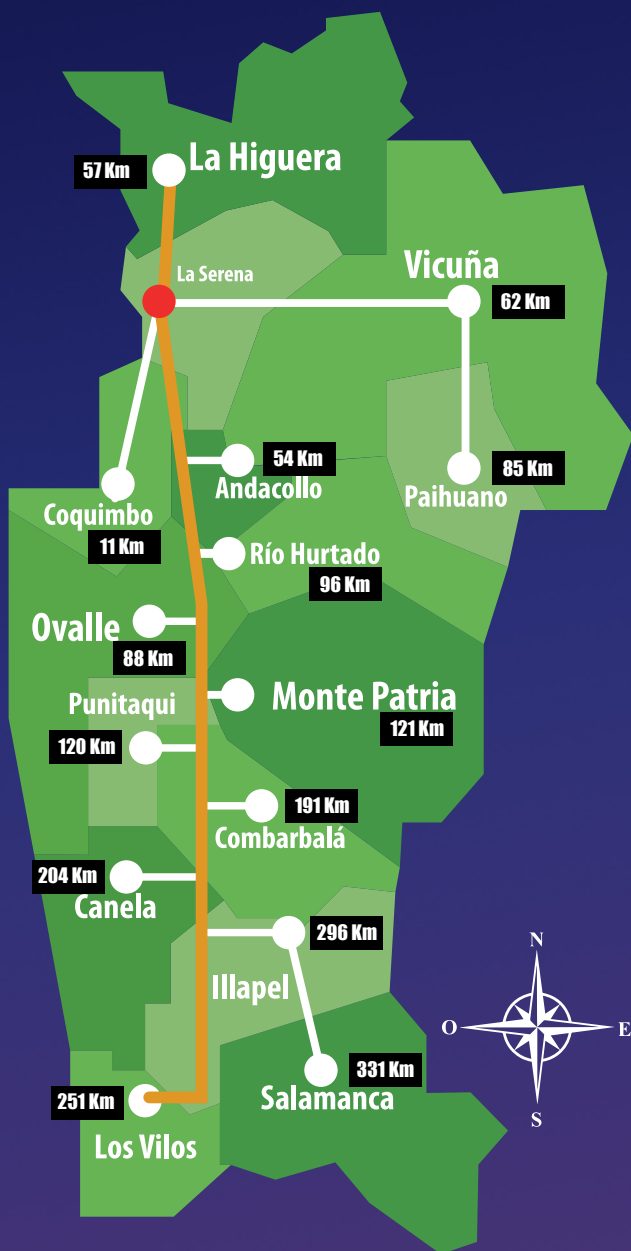 La Higuera
57 Km
La Serena
Vicuña
62 Km
54 Km
Andacollo
85 Km
Paihuano
Coquimbo
11 Km
Río Hurtado
96 Km
Ovalle
88 Km
Monte Patria
121 Km
Punitaqui
120 Km
191 Km
Combarbalá
204 Km
Canela
296 Km
Illapel
331 Km
Salamanca
251 Km
Los Vilos
N
O
E
S